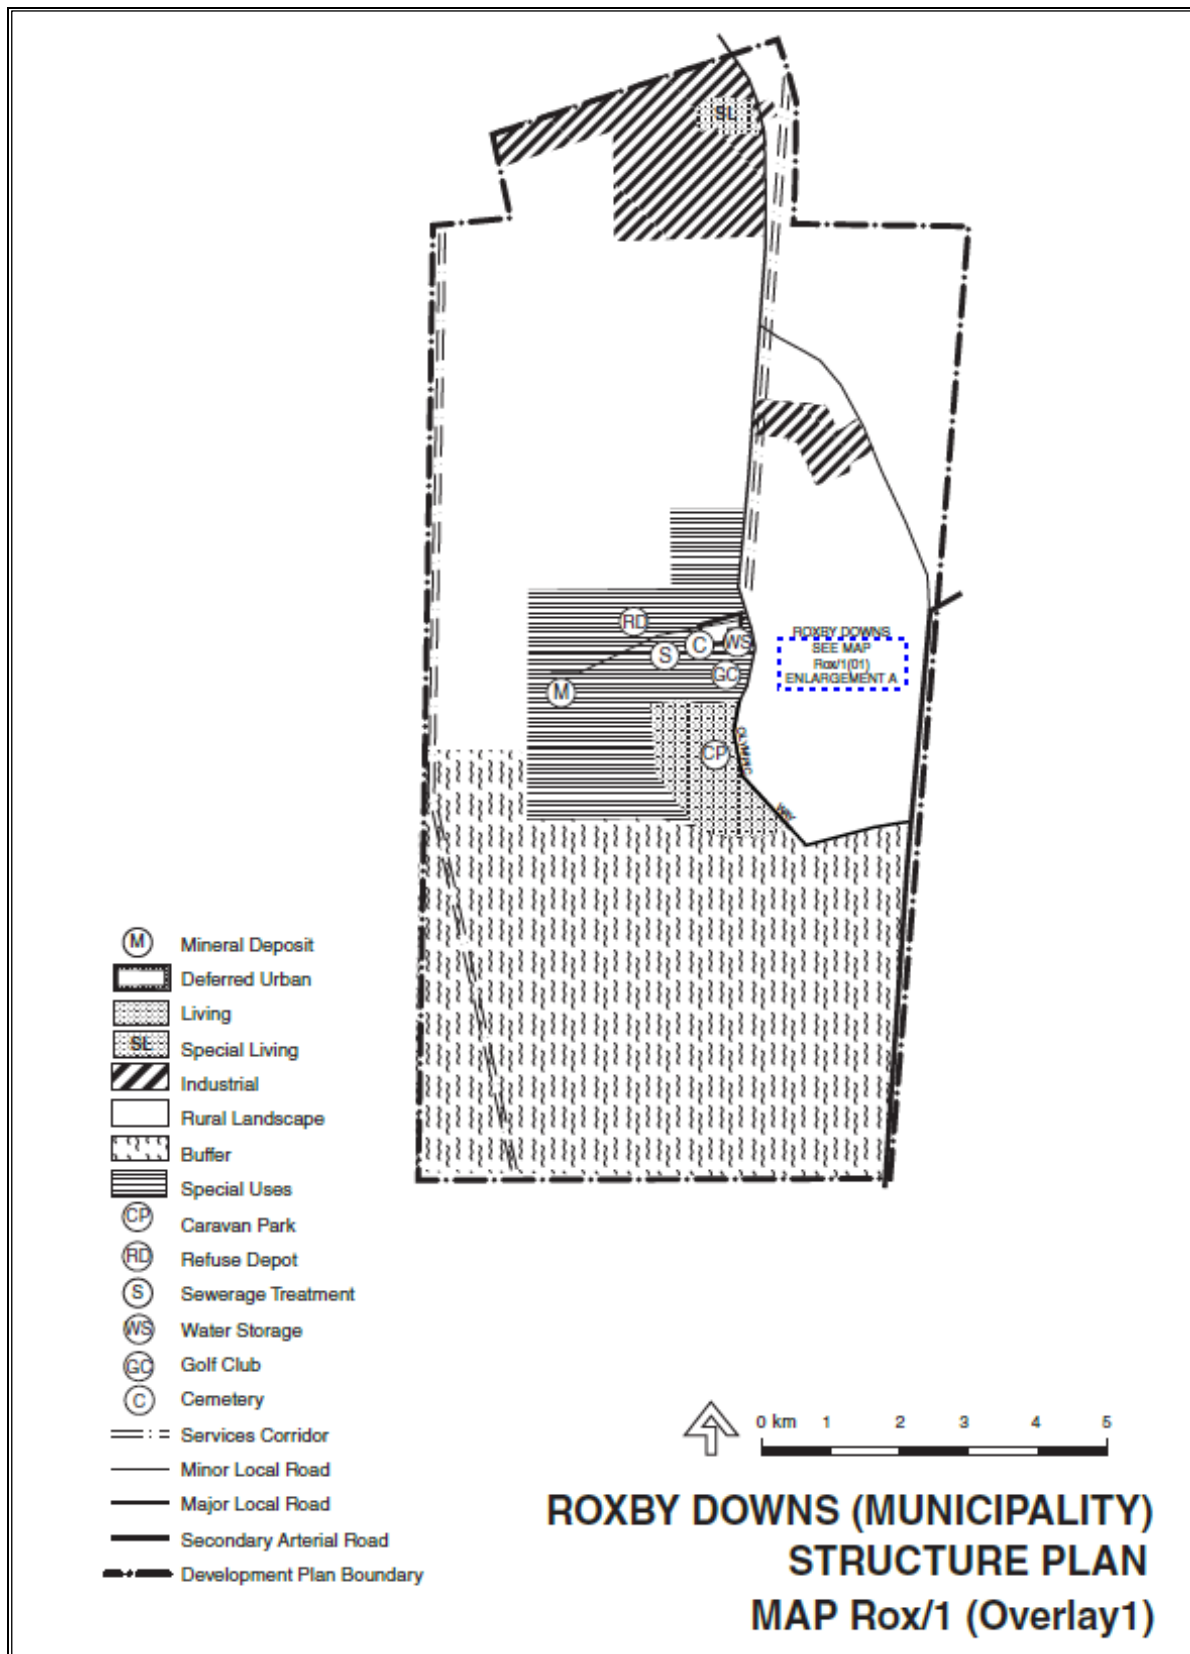 SL
RD
C
WS
S
GC
M
ROXBY DOWNS
SEE MAP
Rox/1(01)
ENLARGEMENT A
CP
OLYMPIC
WAY
M Mineral Deposit
Deferred Urban
Living
SL Special Living
Industrial
Rural Landscape
Buffer
Special Uses
CP Caravan Park
RD Refuse Depot
S Sewerage Treatment
WS Water Storage
GC Golf Club
C Cemetery
Services Corridor
Minor Local Road
Major Local Road
Secondary Arterial Road
Development Plan Boundary
0 km 1 2 3 4 5
ROXBY DOWNS (MUNICIPALITY)
STRUCTURE PLAN
MAP Rox/1 (Overlay1)